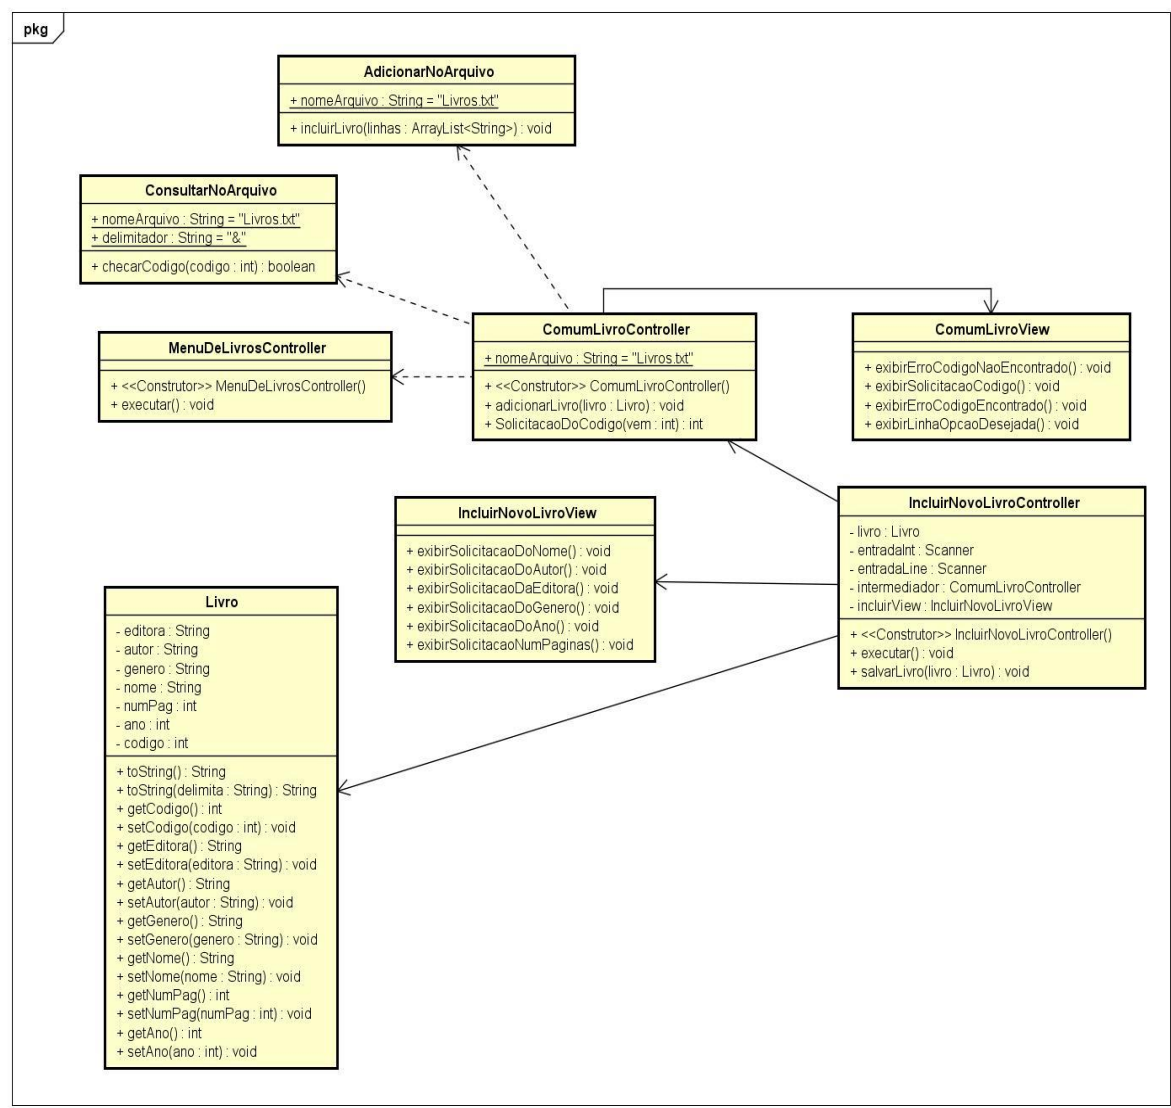 pkg
AdicionarNoArquivo
+ nomeArquivo : String = "Livros.txt"
+ incluirLivro(linhas : ArrayList<String>) : void
ConsultarNoArquivo
+ nomeArquivo : String = "Livros.txt"
+ delimitador : String = "&"
+ checarCodigo(codigo : int) : boolean
MenuDeLivrosController
+ <<Construtor>> MenuDeLivrosController()
+ executar() : void
ComumLivroController
+ nomeArquivo : String = "Livros.txt"
+ <<Construtor>> ComumLivroController()
+ adicionarLivro(livro : Livro) : void
+ SolicitacaoDoCodigo(vem : int) : int
ComumLivroView
+ exibirErroCodigoNaoEncontrado() : void
+ exibirSolicitacaoCodigo() : void
+ exibirErroCodigoEncontrado() : void
+ exibirLinhaOpcaoDesejada() : void
IncluirNovoLivroView
+ exibirSolicitacaoDoNome() : void
+ exibirSolicitacaoDoAutor() : void
+ exibirSolicitacaoDaEditora() : void
+ exibirSolicitacaoDoGenero() : void
+ exibirSolicitacaoDoAno() : void
+ exibirSolicitacaoNumPaginas() : void
IncluirNovoLivroController
- livro : Livro
- entradaInt : Scanner
- entradaLine : Scanner
- intermediador : ComumLivroController
- incluirView : IncluirNovoLivroView
+ <<Construtor>> IncluirNovoLivroController()
+ executar() : void
+ salvarLivro(livro : Livro) : void
Livro
- editora : String
- autor : String
- genero : String
- nome : String
- numPag : int
- ano : int
- codigo : int
+ toString() : String
+ toString(delimita : String) : String
+ getCodigo() : int
+ setCodigo(codigo : int) : void
+ getEditora() : String
+ setEditora(editora : String) : void
+ getAutor() : String
+ setAutor(autor : String) : void
+ getGenero() : String
+ setGenero(genero : String) : void
+ getNome() : String
+ setNome(nome : String) : void
+ getNumPag() : int
+ setNumPag(numPag : int) : void
+ getAno() : int
+ setAno(ano : int) : void